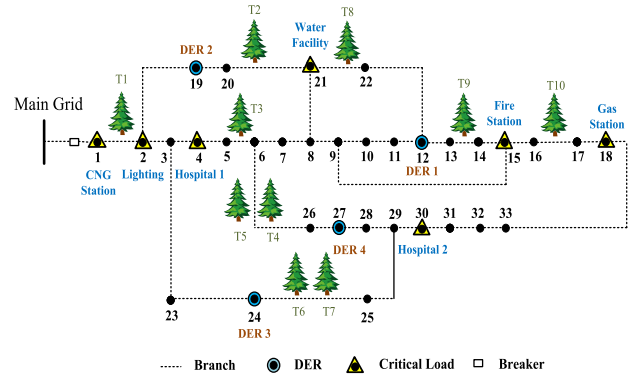 T2
T8
Water
Facility
DER 2
19
20
21
22
T1
T3
T9
T10
Main Grid
Fire
Station
Gas
Station
1
2
3
4
5
6
7
8
9
10
11
12
13
14
15
16
17
18
CNG
Station
Lighting
Hospital 1
DER 1
T5
T4
26
27
28
29
30
31
32
33
DER 4
Hospital 2
T6
T7
23
24
25
DER 3
Branch
DER
Critical Load
Breaker